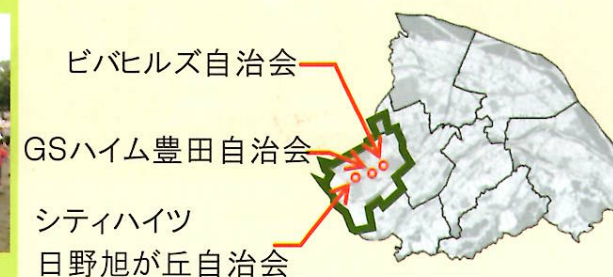 ビバヒルズ自治会
GSハイム豊田自治会
シティハイツ
日野旭が丘自治会